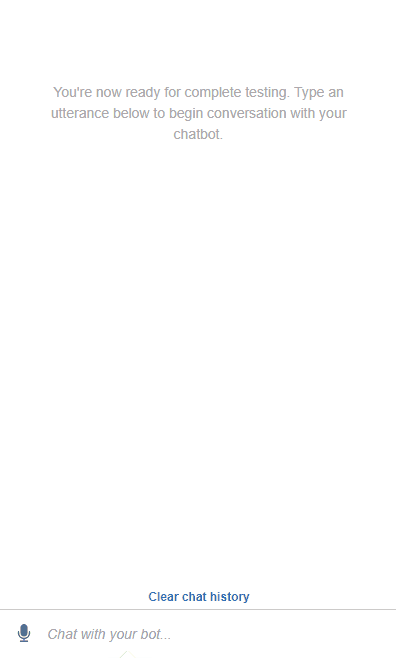 You're now ready for complete testing. Type an
utterance below to begin conversation with your
chatbot.
Clear chat history
Chat with your bot...